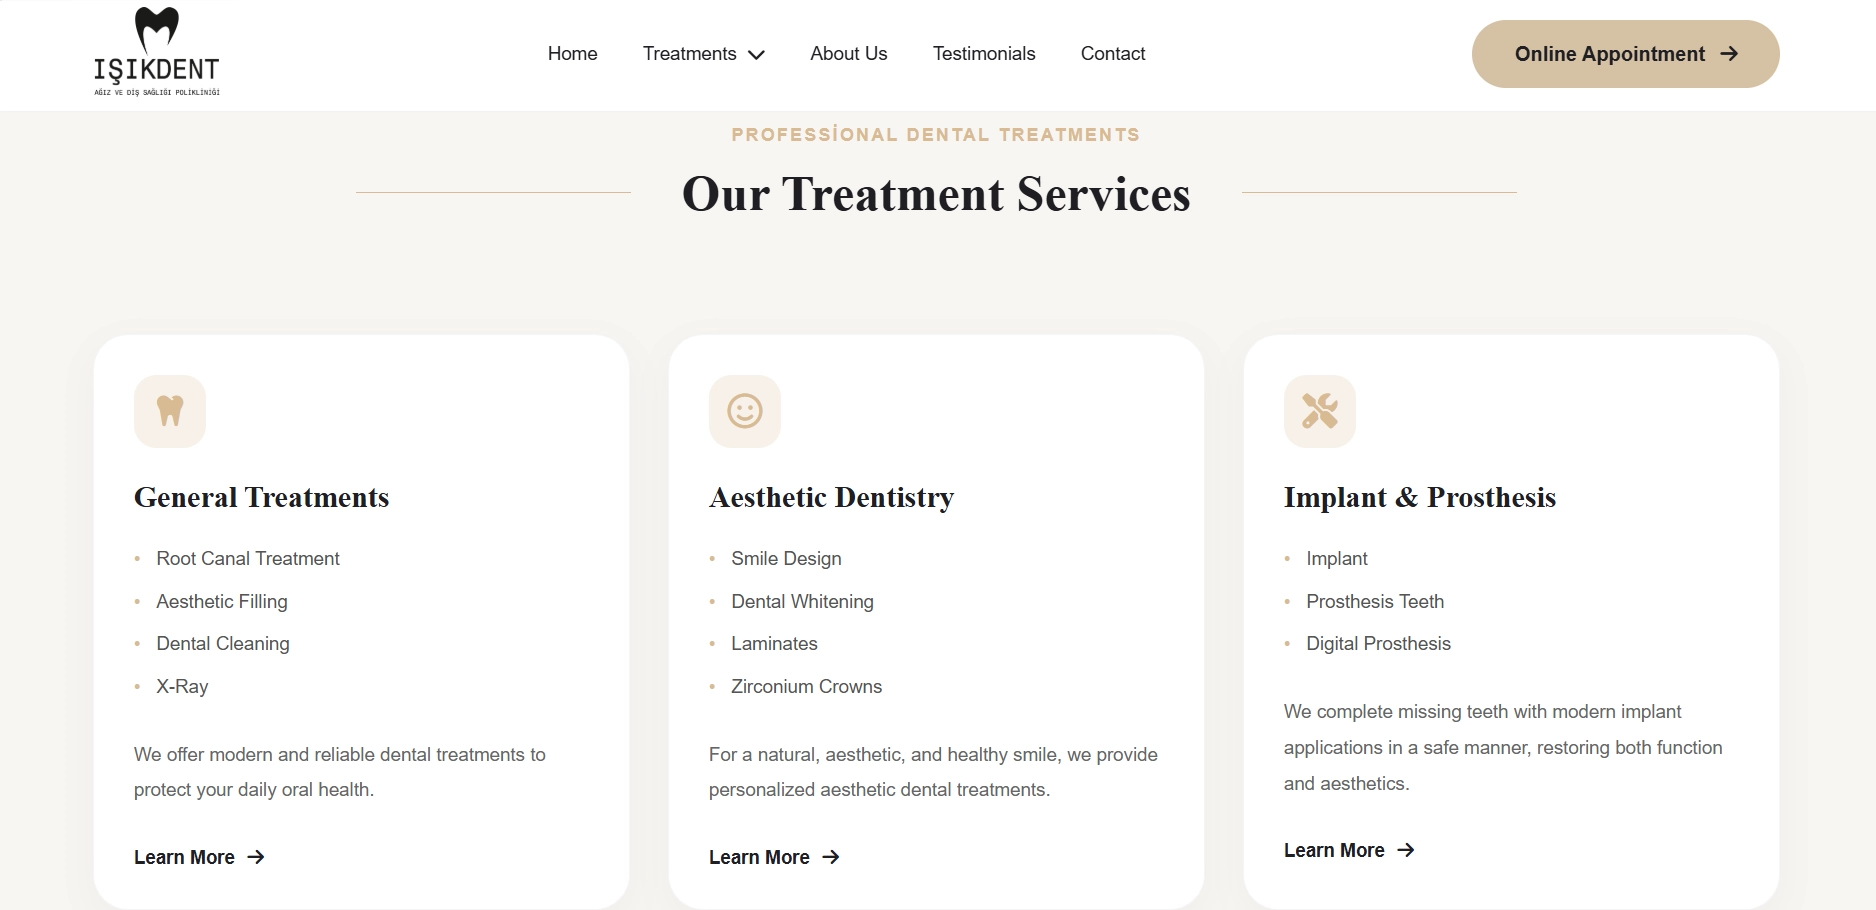 IŞIKDENT
AĞIZ VE DİŞ SAĞLIĞI POLİKLİNİĞİ
Home
Treatments
About Us
Testimonials
Contact
Online Appointment →
PROFESSİONAL DENTAL TREATMENTS
Our Treatment Services
General Treatments
• Root Canal Treatment
• Aesthetic Filling
• Dental Cleaning
• X-Ray
We offer modern and reliable dental treatments to
protect your daily oral health.
Learn More →
Aesthetic Dentistry
• Smile Design
• Dental Whitening
• Laminates
• Zirconium Crowns
For a natural, aesthetic, and healthy smile, we provide
personalized aesthetic dental treatments.
Learn More →
Implant & Prosthesis
• Implant
• Prosthesis Teeth
• Digital Prosthesis
We complete missing teeth with modern implant
applications in a safe manner, restoring both function
and aesthetics.
Learn More →